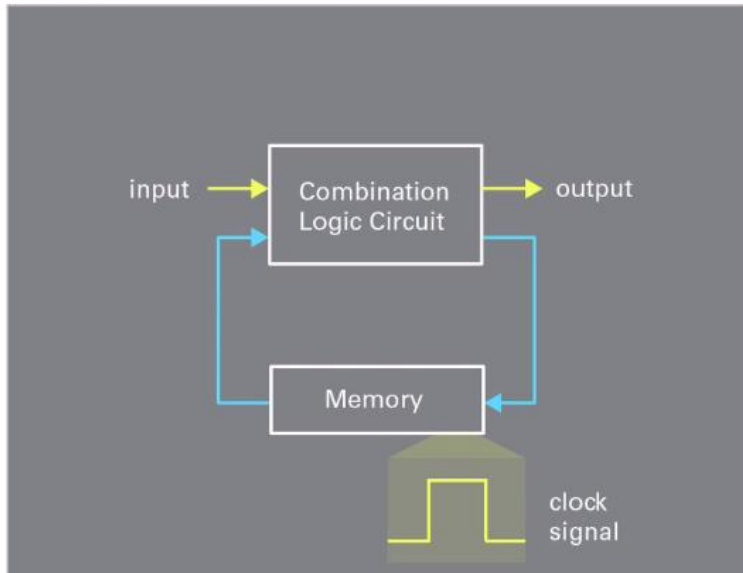 input
Combination
Logic Circuit
output
Memory
clock
signal